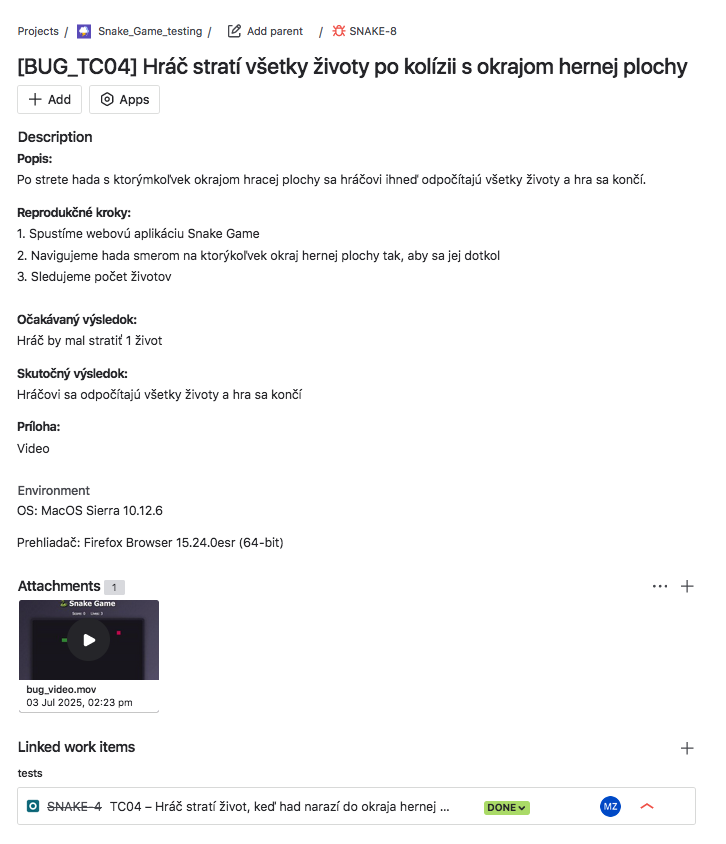 Projects / Snake_Game_testing / Add parent / SNAKE-8
[BUG_TC04] Hráč stratí všetky životy po kolízii s okrajom hernej plochy
Add Apps
Description
Popis:
Po strete hada s ktorýmkoľvek okrajom hracej plochy sa hráčovi ihneď odpočítajú všetky životy a hra sa končí.
Reprodukčné kroky:
1. Spustíme webovú aplikáciu Snake Game
2. Navigujeme hada smerom na ktorýkoľvek okraj hernej plochy tak, aby sa jej dotkol
3. Sledujeme počet životov
Očakávaný výsledok:
Hráč by mal stratiť 1 život
Skutočný výsledok:
Hráčovi sa odpočítajú všetky životy a hra sa končí
Príloha:
Video
Environment
OS: MacOS Sierra 10.12.6
Prehliadač: Firefox Browser 15.24.0esr (64-bit)
Attachments 1
Snake Game
bug_video.mov
03 Jul 2025, 02:23 pm
Linked work items
tests
SNAKE-4 TC04 – Hráč stratí život, keď had narazí do okraja hernej ... DONE MZ